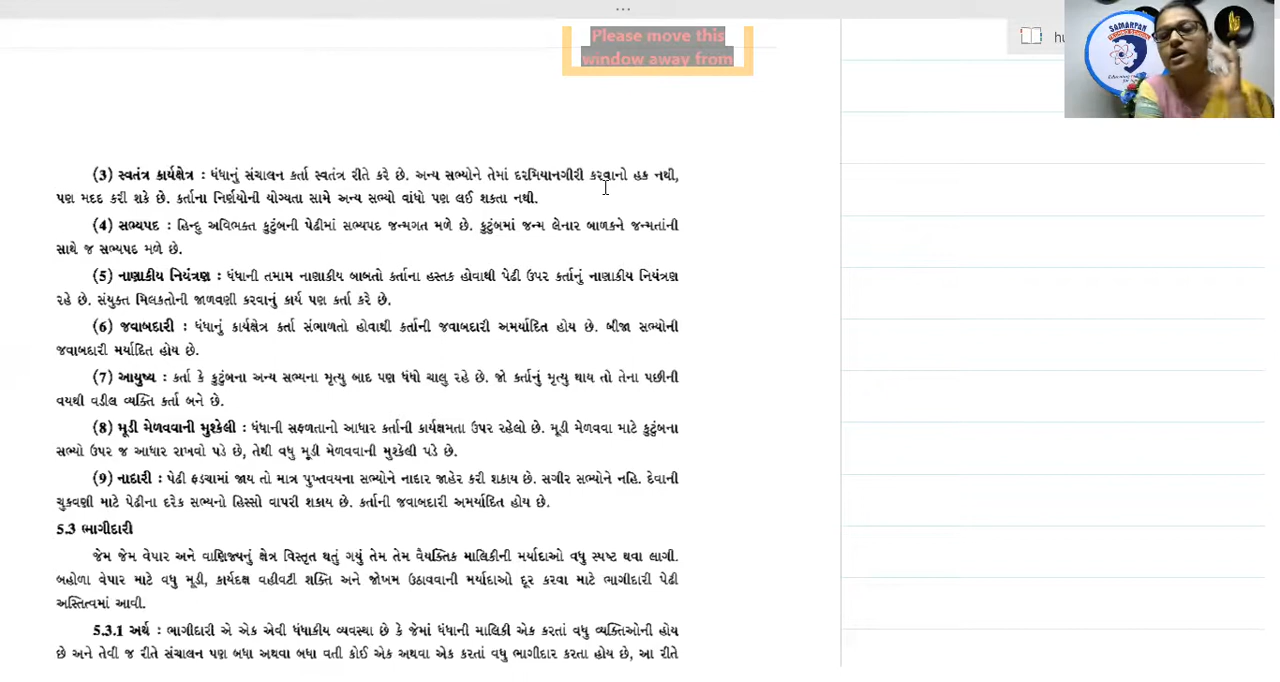 Please move this
window away from
hu
SAMARPAN
(3) સ્વતંત્ર કાર્યક્ષેત્ર : ધંધાનું સંચાલન કર્તા સ્વતંત્ર રીતે કરે છે. અન્ય સભ્યોને તેમાં દરમિયાનગીરી કરવાનો હક નથી,
પણ મદદ કરી શકે છે. કર્તાના નિર્ણયોની યોગ્યતા સામે અન્ય સભ્યો વાંધો પણ લઈ શકતા નથી.
(4) સભ્યપદ : હિન્દુ અવિભક્ત કુટુંબની પેઢીમાં સભ્યપદ જન્મગત મળે છે. કુટુંબમાં જન્મ લેનાર બાળકને જન્મતાંની
સાથે જ સભ્યપદ મળે છે.
(5) નાણાકીય નિયંત્રણ : ધંધાની તમામ નાણાકીય બાબતો કર્તાના હસ્તક હોવાથી પેઢી ઉપર કર્તાનું નાણાકીય નિયંત્રણ
રહે છે. સંયુક્ત મિલકતોની જાળવણી કરવાનું કાર્ય પણ કર્તા કરે છે.
(6) જવાબદારી : ધંધાનું કાર્યક્ષેત્ર કર્તા સંભાળતો હોવાથી કર્તાની જવાબદારી અમર્યાદિત હોય છે. બીજા સભ્યોની
જવાબદારી મર્યાદિત હોય છે.
(7) આયુષ્ય : કર્તા કે કુટુંબના અન્ય સભ્યના મૃત્યુ બાદ પણ ધંધો ચાલુ રહે છે. જો કર્તાનું મૃત્યુ થાય તો તેના પછીની
વયથી વડીલ વ્યક્તિ કર્તા બને છે.
(8) મૂડી મેળવવાની મુશ્કેલી : ધંધાની સફળતાનો આધાર કર્તાની કાર્યક્ષમતા ઉપર રહેલો છે. મૂડી મેળવવા માટે કુટુંબના
સભ્યો ઉપર જ આધાર રાખવો પડે છે, તેથી વધુ મૂડી મેળવવાની મુશ્કેલી પડે છે.
(9) નાદારી : પેઢી ફડચામાં જાય તો માત્ર પુખ્તવયના સભ્યોને નાદાર જાહેર કરી શકાય છે. સગીર સભ્યોને નહિ. દેવાની
ચુકવણી માટે પેઢીના દરેક સભ્યનો હિસ્સો વાપરી શકાય છે. કર્તાની જવાબદારી અમર્યાદિત હોય છે.
5.3 ભાગીદારી
જેમ જેમ વેપાર અને વાણિજ્યનું ક્ષેત્ર વિસ્તૃત થતું ગયું તેમ તેમ વૈયક્તિક માલિકીની મર્યાદાઓ વધુ સ્પષ્ટ થવા લાગી.
બહોળા વેપાર માટે વધુ મૂડી, કાર્યદક્ષ વહીવટી શક્તિ અને જોખમ ઉઠાવવાની મર્યાદાઓ દૂર કરવા માટે ભાગીદારી પેઢી
અસ્તિત્વમાં આવી.
5.3.1 અર્થ : ભાગીદારી એ એક એવી ધંધાકીય વ્યવસ્થા છે કે જેમાં ધંધાની માલિકી એક કરતાં વધુ વ્યક્તિઓની હોય
છે અને તેવી જ રીતે સંચાલન પણ બધા અથવા બધા વતી કોઈ એક અથવા એક કરતાં વધુ ભાગીદાર કરતા હોય છે, આ રીતે